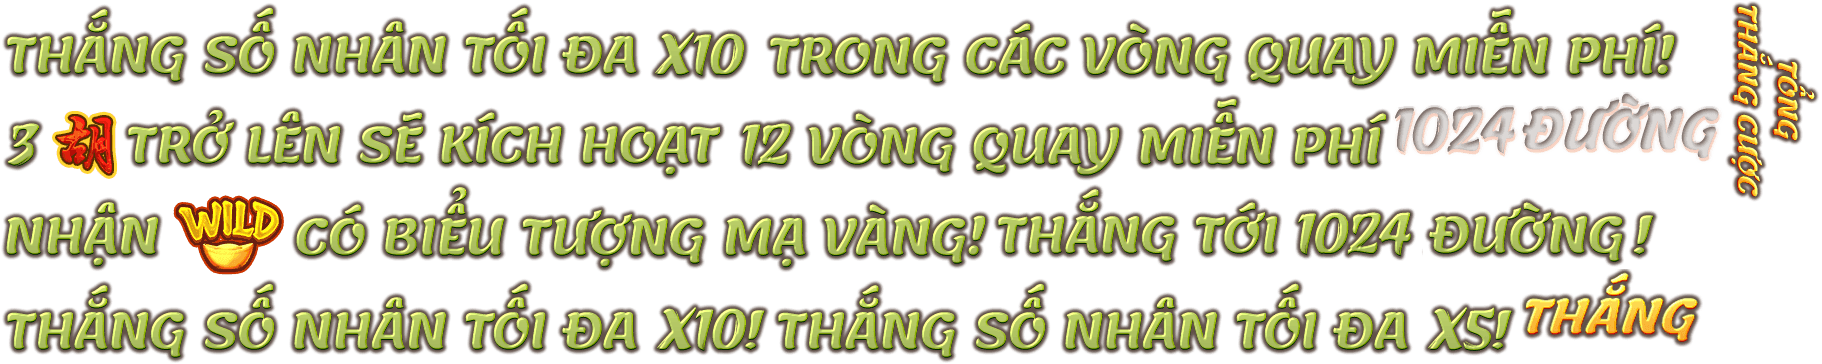 THẮNG SỐ NHÂN TỐI ĐA X10 TRONG CÁC VÒNG QUAY MIỄN PHÍ!
3 胡 TRỞ LÊN SẼ KÍCH HOẠT 12 VÒNG QUAY MIỄN PHÍ
1024 ĐƯỜNG
TỔNG
THẮNG CƯỢC
NHẬN WILD CÓ BIỂU TƯỢNG MẠ VÀNG!
THẮNG TỚI 1024 ĐƯỜNG !
THẮNG SỐ NHÂN TỐI ĐA X10!
THẮNG SỐ NHÂN TỐI ĐA X5!
THẮNG